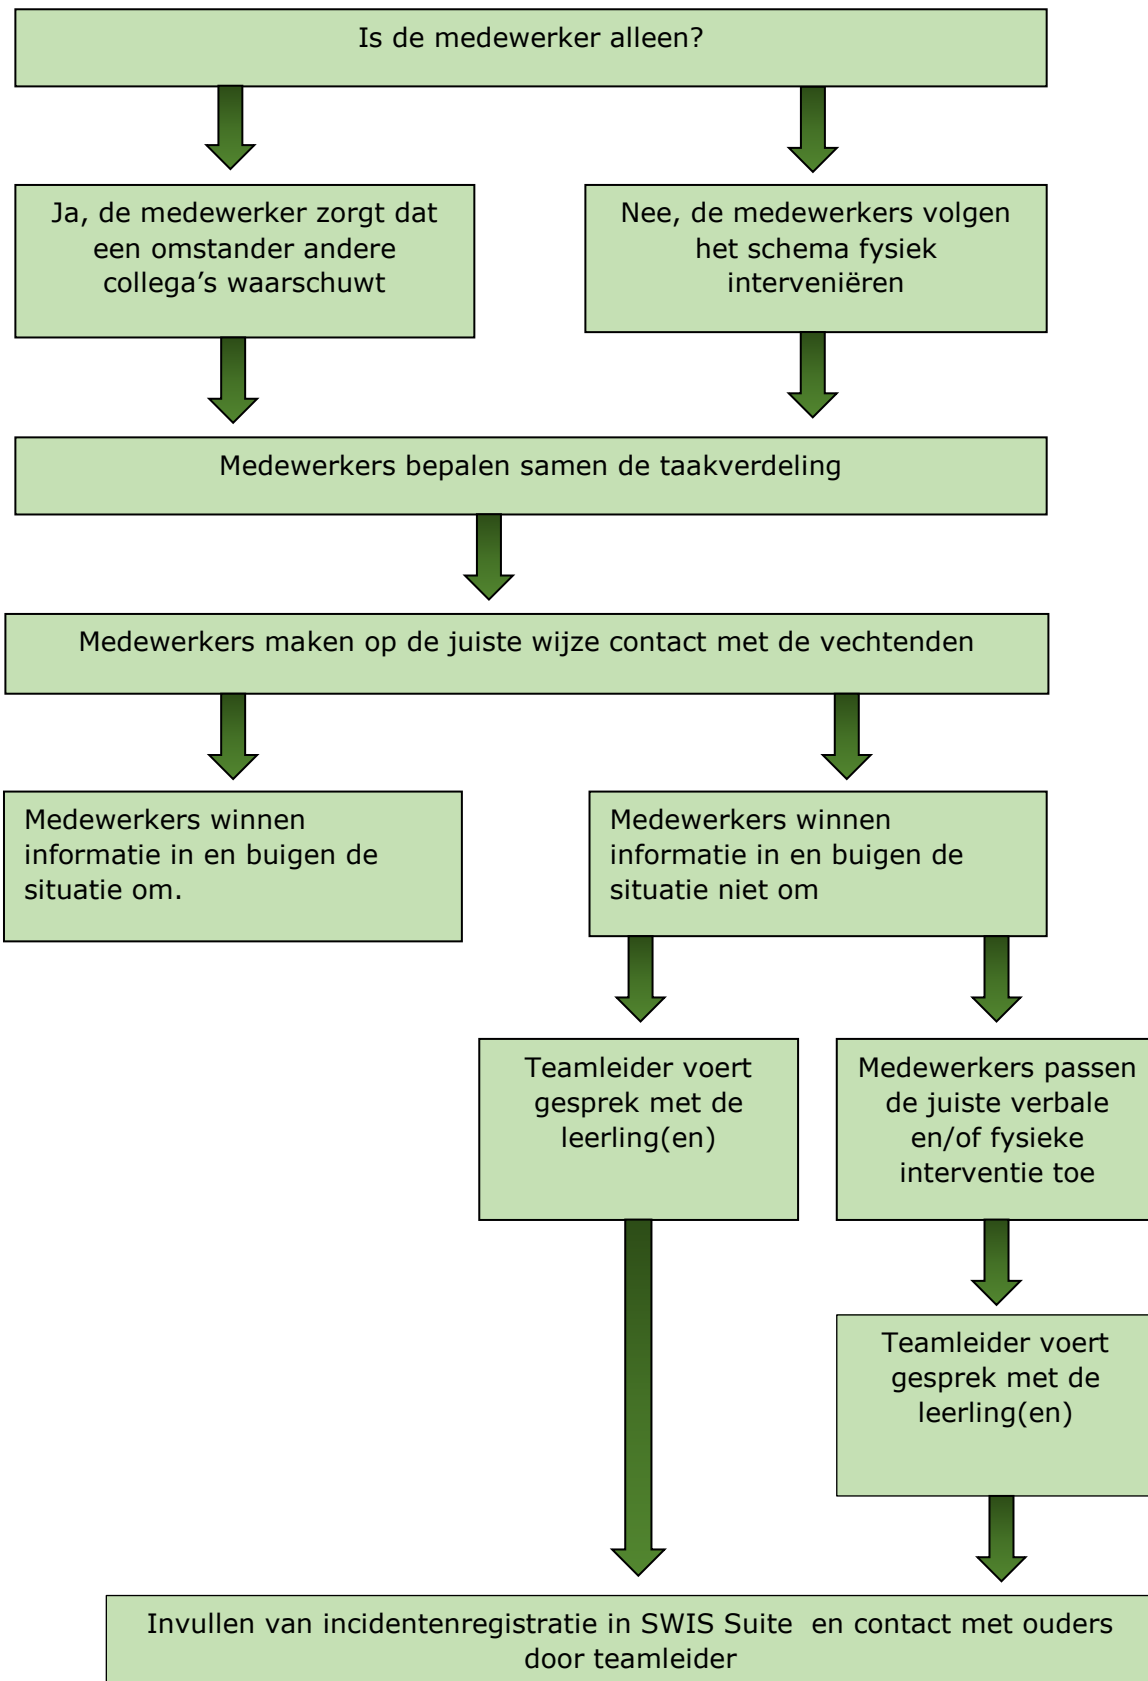 Is de medewerker alleen?
Ja, de medewerker zorgt dat
een omstander andere
collega's waarschuwt
Nee, de medewerkers volgen
het schema fysiek
interveniëren
Medewerkers bepalen samen de taakverdeling
Medewerkers maken op de juiste wijze contact met de vechtenden
Medewerkers winnen
informatie in en buigen de
situatie om.
Medewerkers winnen
informatie in en buigen de
situatie niet om
Teamleider voert
gesprek met de
leerling(en)
Medewerkers passen
de juiste verbale
en/of fysieke
interventie toe
Teamleider voert
gesprek met de
leerling(en)
Invullen van incidentenregistratie in SWIS Suite  en contact met ouders
door teamleider